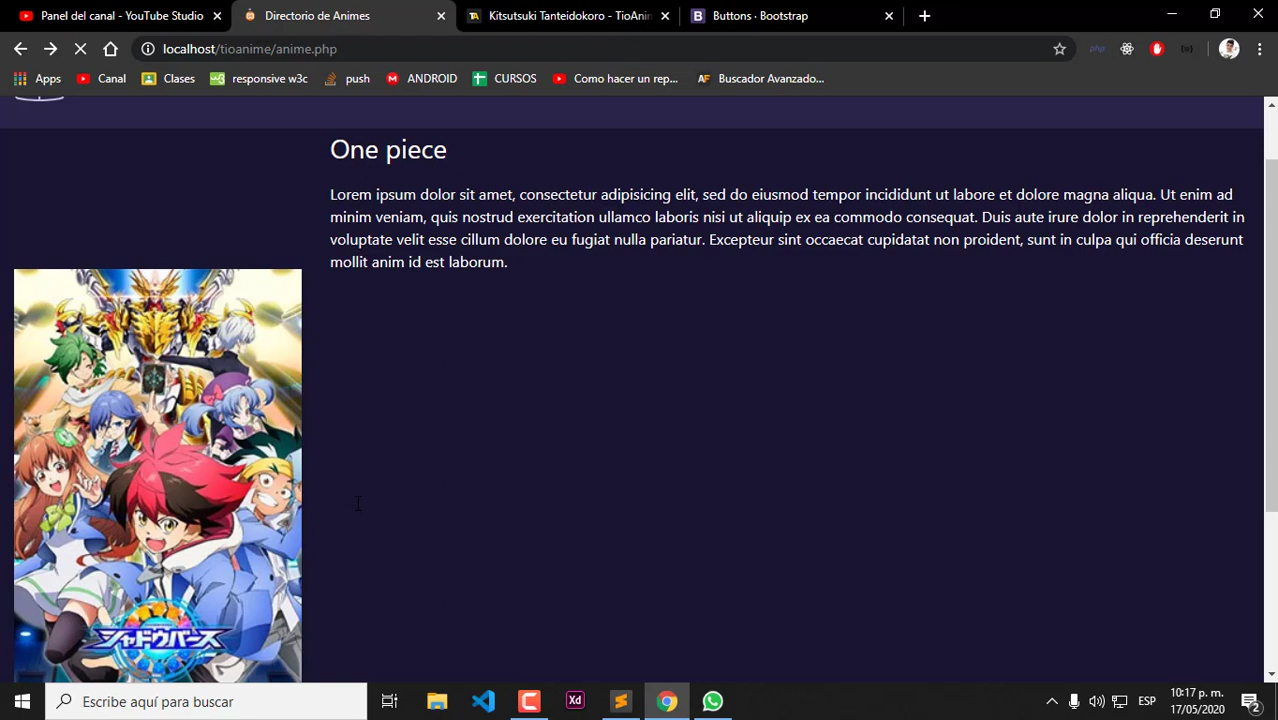 Panel del canal - YouTube Studio
Directorio de Animes
Kitsutsuki Tanteidokoro - TioAnim
Buttons · Bootstrap
localhost/tioanime/anime.php
Apps
Canal
Clases
responsive w3c
push
ANDROID
CURSOS
Como hacer un rep...
Buscador Avanzado...
One piece
Lorem ipsum dolor sit amet, consectetur adipisicing elit, sed do eiusmod tempor incididunt ut labore et dolore magna aliqua. Ut enim ad
minim veniam, quis nostrud exercitation ullamco laboris nisi ut aliquip ex ea commodo consequat. Duis aute irure dolor in reprehenderit in
voluptate velit esse cillum dolore eu fugiat nulla pariatur. Excepteur sint occaecat cupidatat non proident, sunt in culpa qui officia deserunt
mollit anim id est laborum.
シャドウバース
Escribe aquí para buscar
ESP
10:17 p. m.
17/05/2020
2